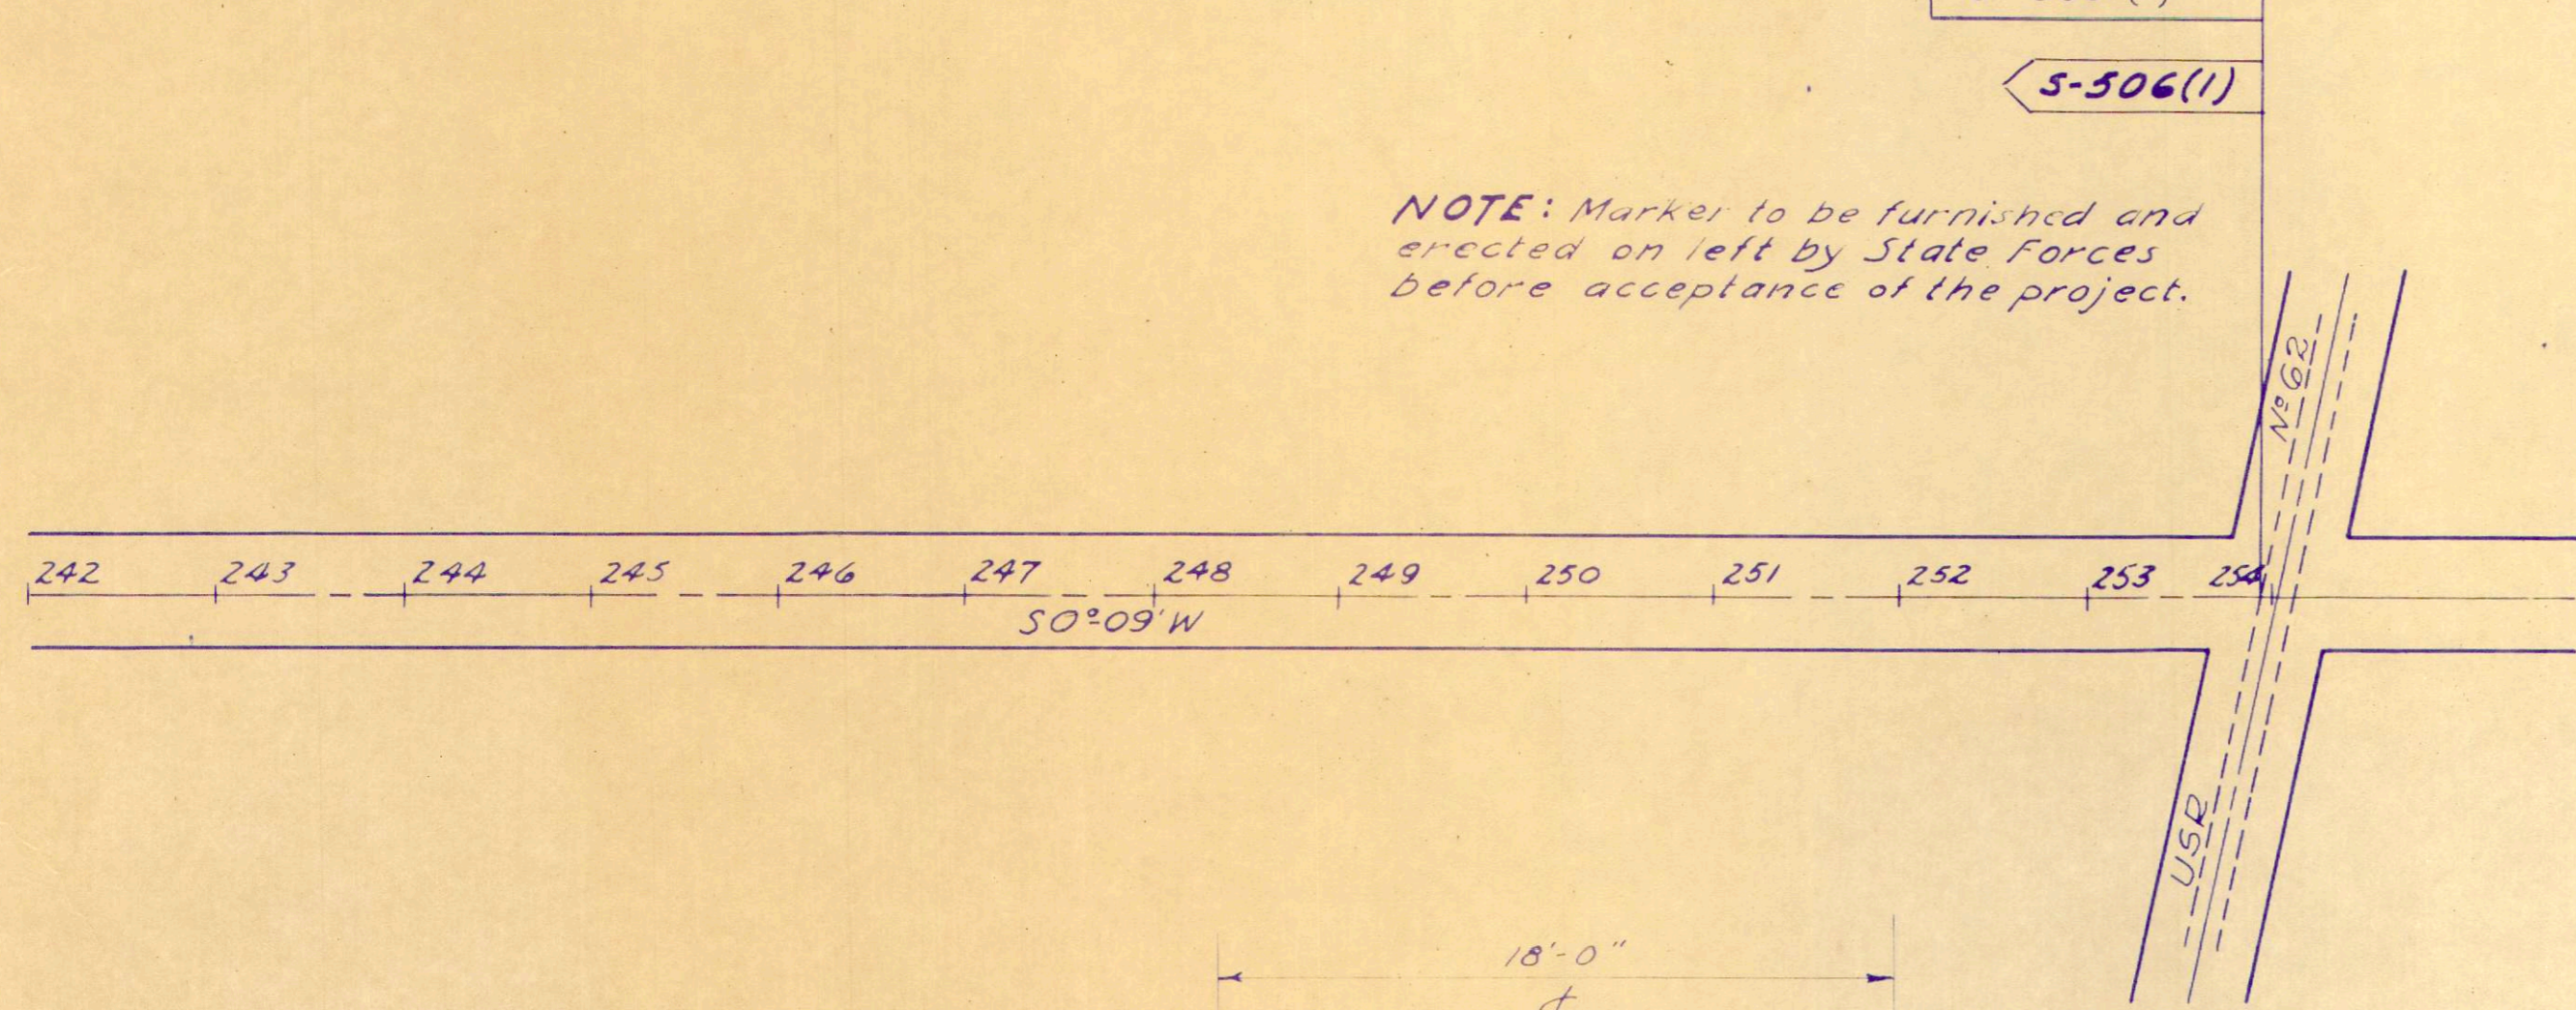 S-506(1)
NOTE: Marker to be furnished and
erected on left by State Forces
before acceptance of the project.
Nº 62
242 243 244 245 246 247 248 249 250 251 252 253 254
S0º-09'W
USR
18'-0"